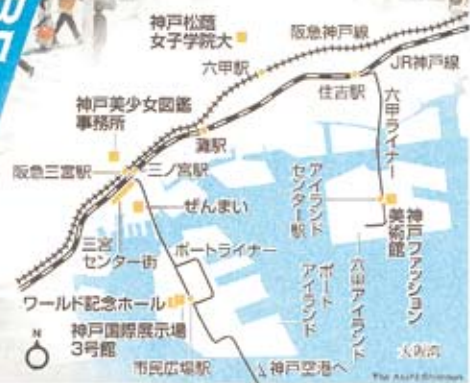 神戸松蔭
女子学院大
阪急神戸線
JR神戸線
六甲駅
住吉駅
六甲ライナー
神戸美少女図鑑
事務所
灘駅
阪急三宮駅
三ノ宮駅
アイランド
センター駅
神戸ファッション
美術館
ぜんまい
三宮
センター街
ポートライナー
ポート
アイランド
六甲アイランド
ワールド記念ホール
神戸国際展示場
3号館
市民広場駅
神戸空港へ
大阪湾
N
The Asahi Shimbun